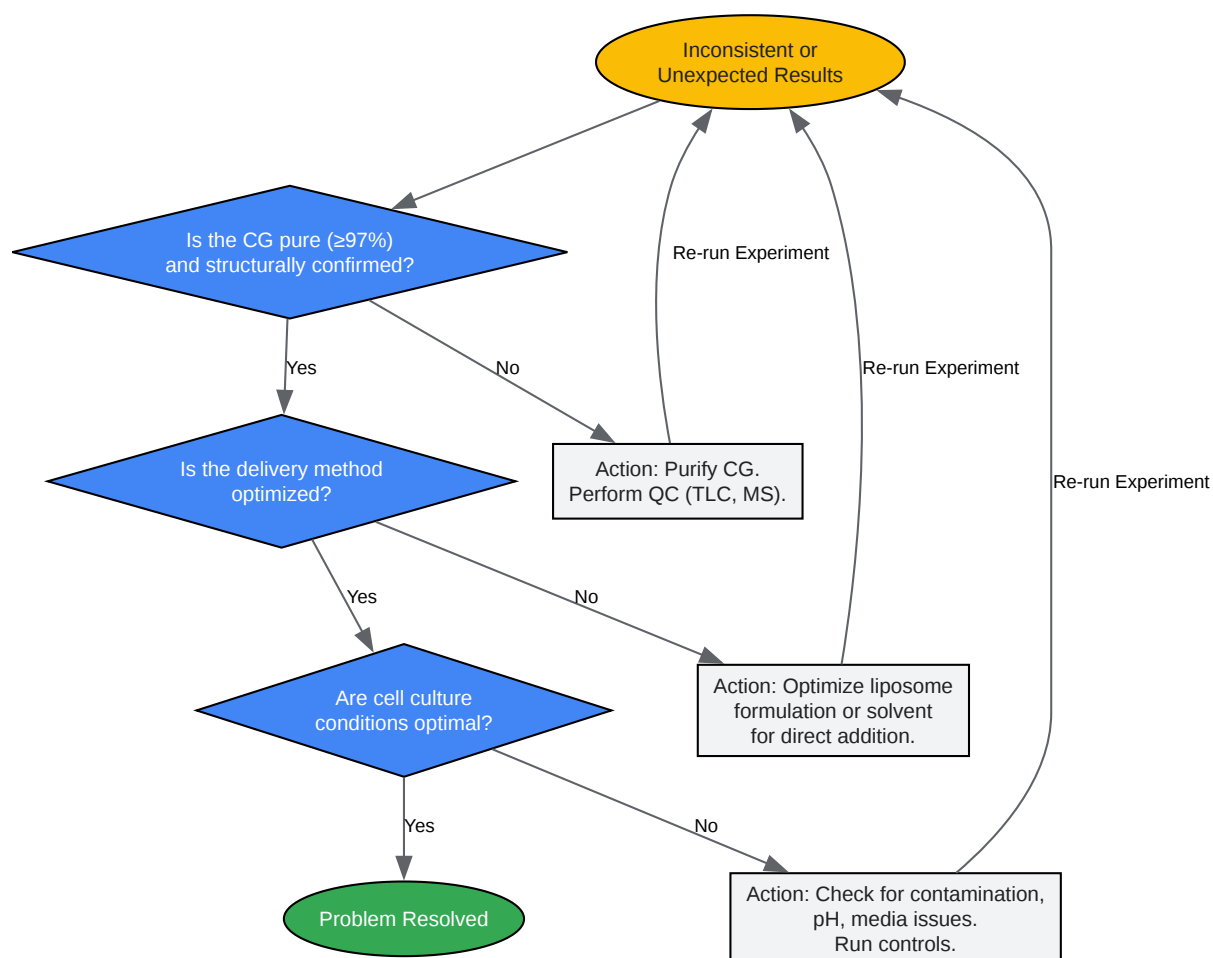 Inconsistent or
Unexpected Results
Is the CG pure (≥97%)
and structurally confirmed?
Re-run Experiment
Yes
No
Re-run Experiment
Is the delivery method
optimized?
Action: Purify CG.
Perform QC (TLC, MS).
Re-run Experiment
Yes
No
Are cell culture
conditions optimal?
Action: Optimize liposome
formulation or solvent
for direct addition.
Yes
No
Problem Resolved
Action: Check for contamination,
pH, media issues.
Run controls.